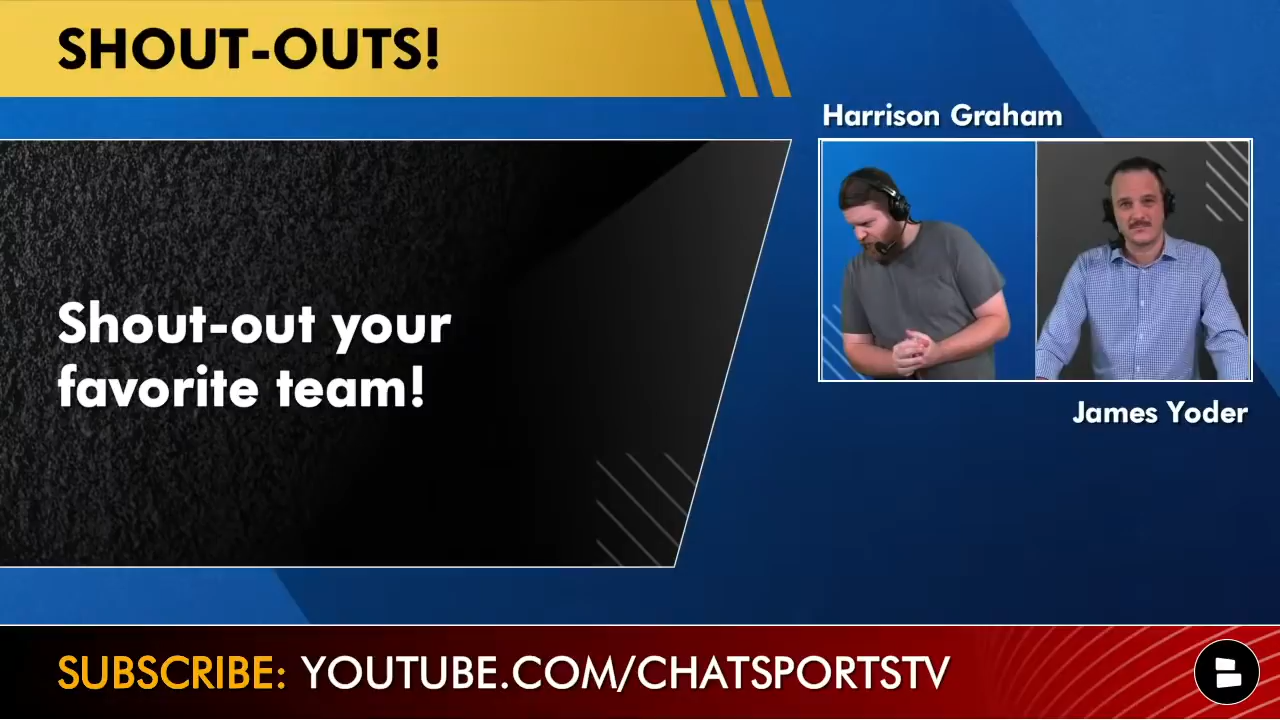 SHOUT-OUTS!
Harrison Graham
Shout-out your
favorite team!
James Yoder
SUBSCRIBE: YOUTUBE.COM/CHATSPORTSTV